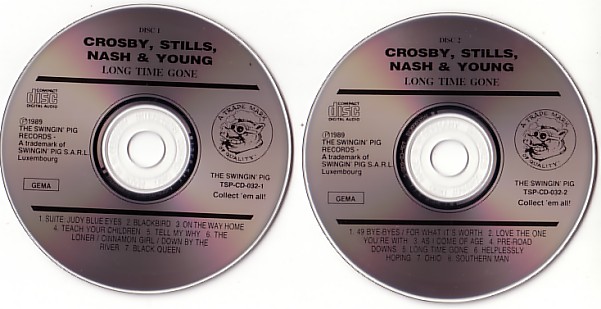 DISC 1
CROSBY, STILLS,
NASH & YOUNG
LONG TIME GONE
COMPACT
disc
DIGITAL AUDIO
A TRADE MARK
OF QUALITY
℗1989
THE SWINGIN' PIG
RECORDS -
A trademark of
SWINGIN' PIG S.A.R.L
Luxembourg
GEMA
THE SWINGIN' PIG
TSP-CD-032-1
Collect 'em all!
1. SUITE: JUDY BLUE EYES 2. BLACKBIRD 3. ON THE WAY HOME
4. TEACH YOUR CHILDREN 5. TELL MY WHY 6. THE
LONER / CINNAMON GIRL / DOWN BY THE
RIVER 7. BLACK QUEEN
DISC 2
CROSBY, STILLS,
NASH & YOUNG
LONG TIME GONE
COMPACT
disc
DIGITAL AUDIO
A TRADE MARK
OF QUALITY
℗1989
THE SWINGIN' PIG
RECORDS -
A trademark of
SWINGIN' PIG S.A.R.L
Luxembourg
GEMA
THE SWINGIN' PIG
TSP-CD-032-2
Collect 'em all!
1. 49 BYE-BYES / FOR WHAT IT'S WORTH 2. LOVE THE ONE
YOU RE WITH 3. AS I COME OF AGE 4. PRE-ROAD
DOWNS 5. LONG TIME GONE 6. HELPLESSLY
HOPING 7. OHIO 8. SOUTHERN MAN